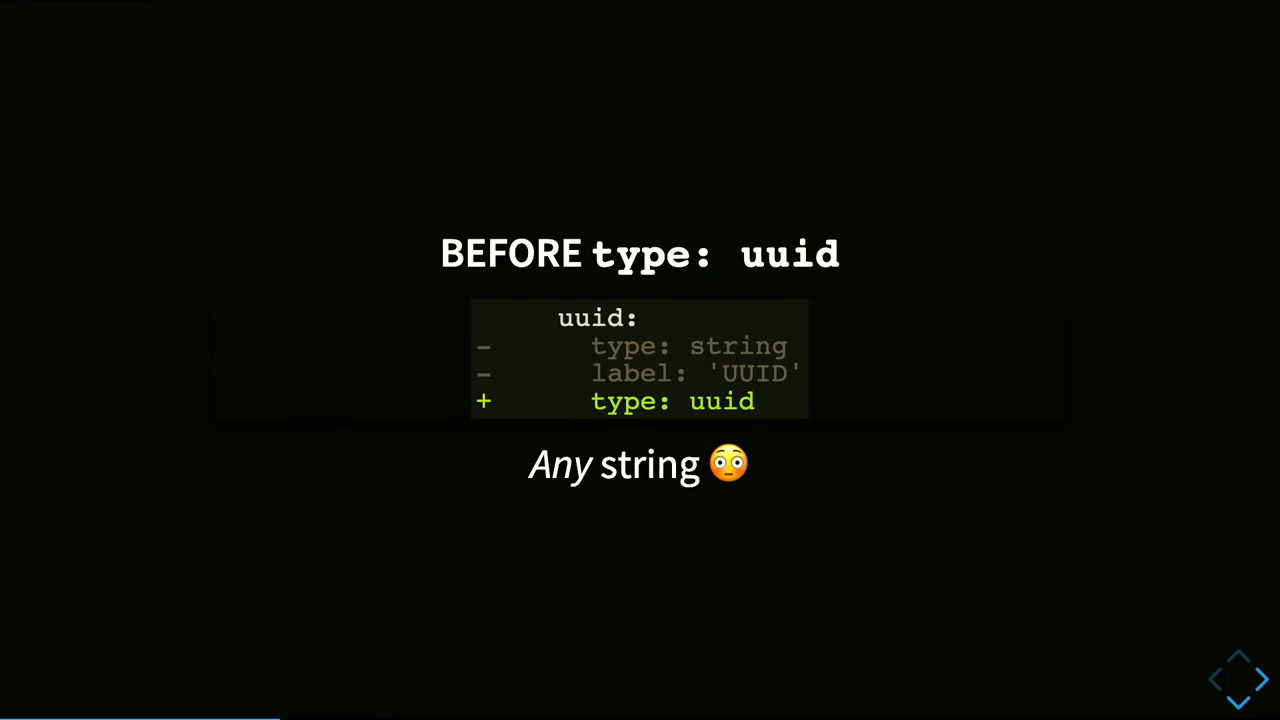 BEFORE type: uuid
uuid:
-      type: string
-      label: 'UUID'
+      type: uuid
Any string 😳